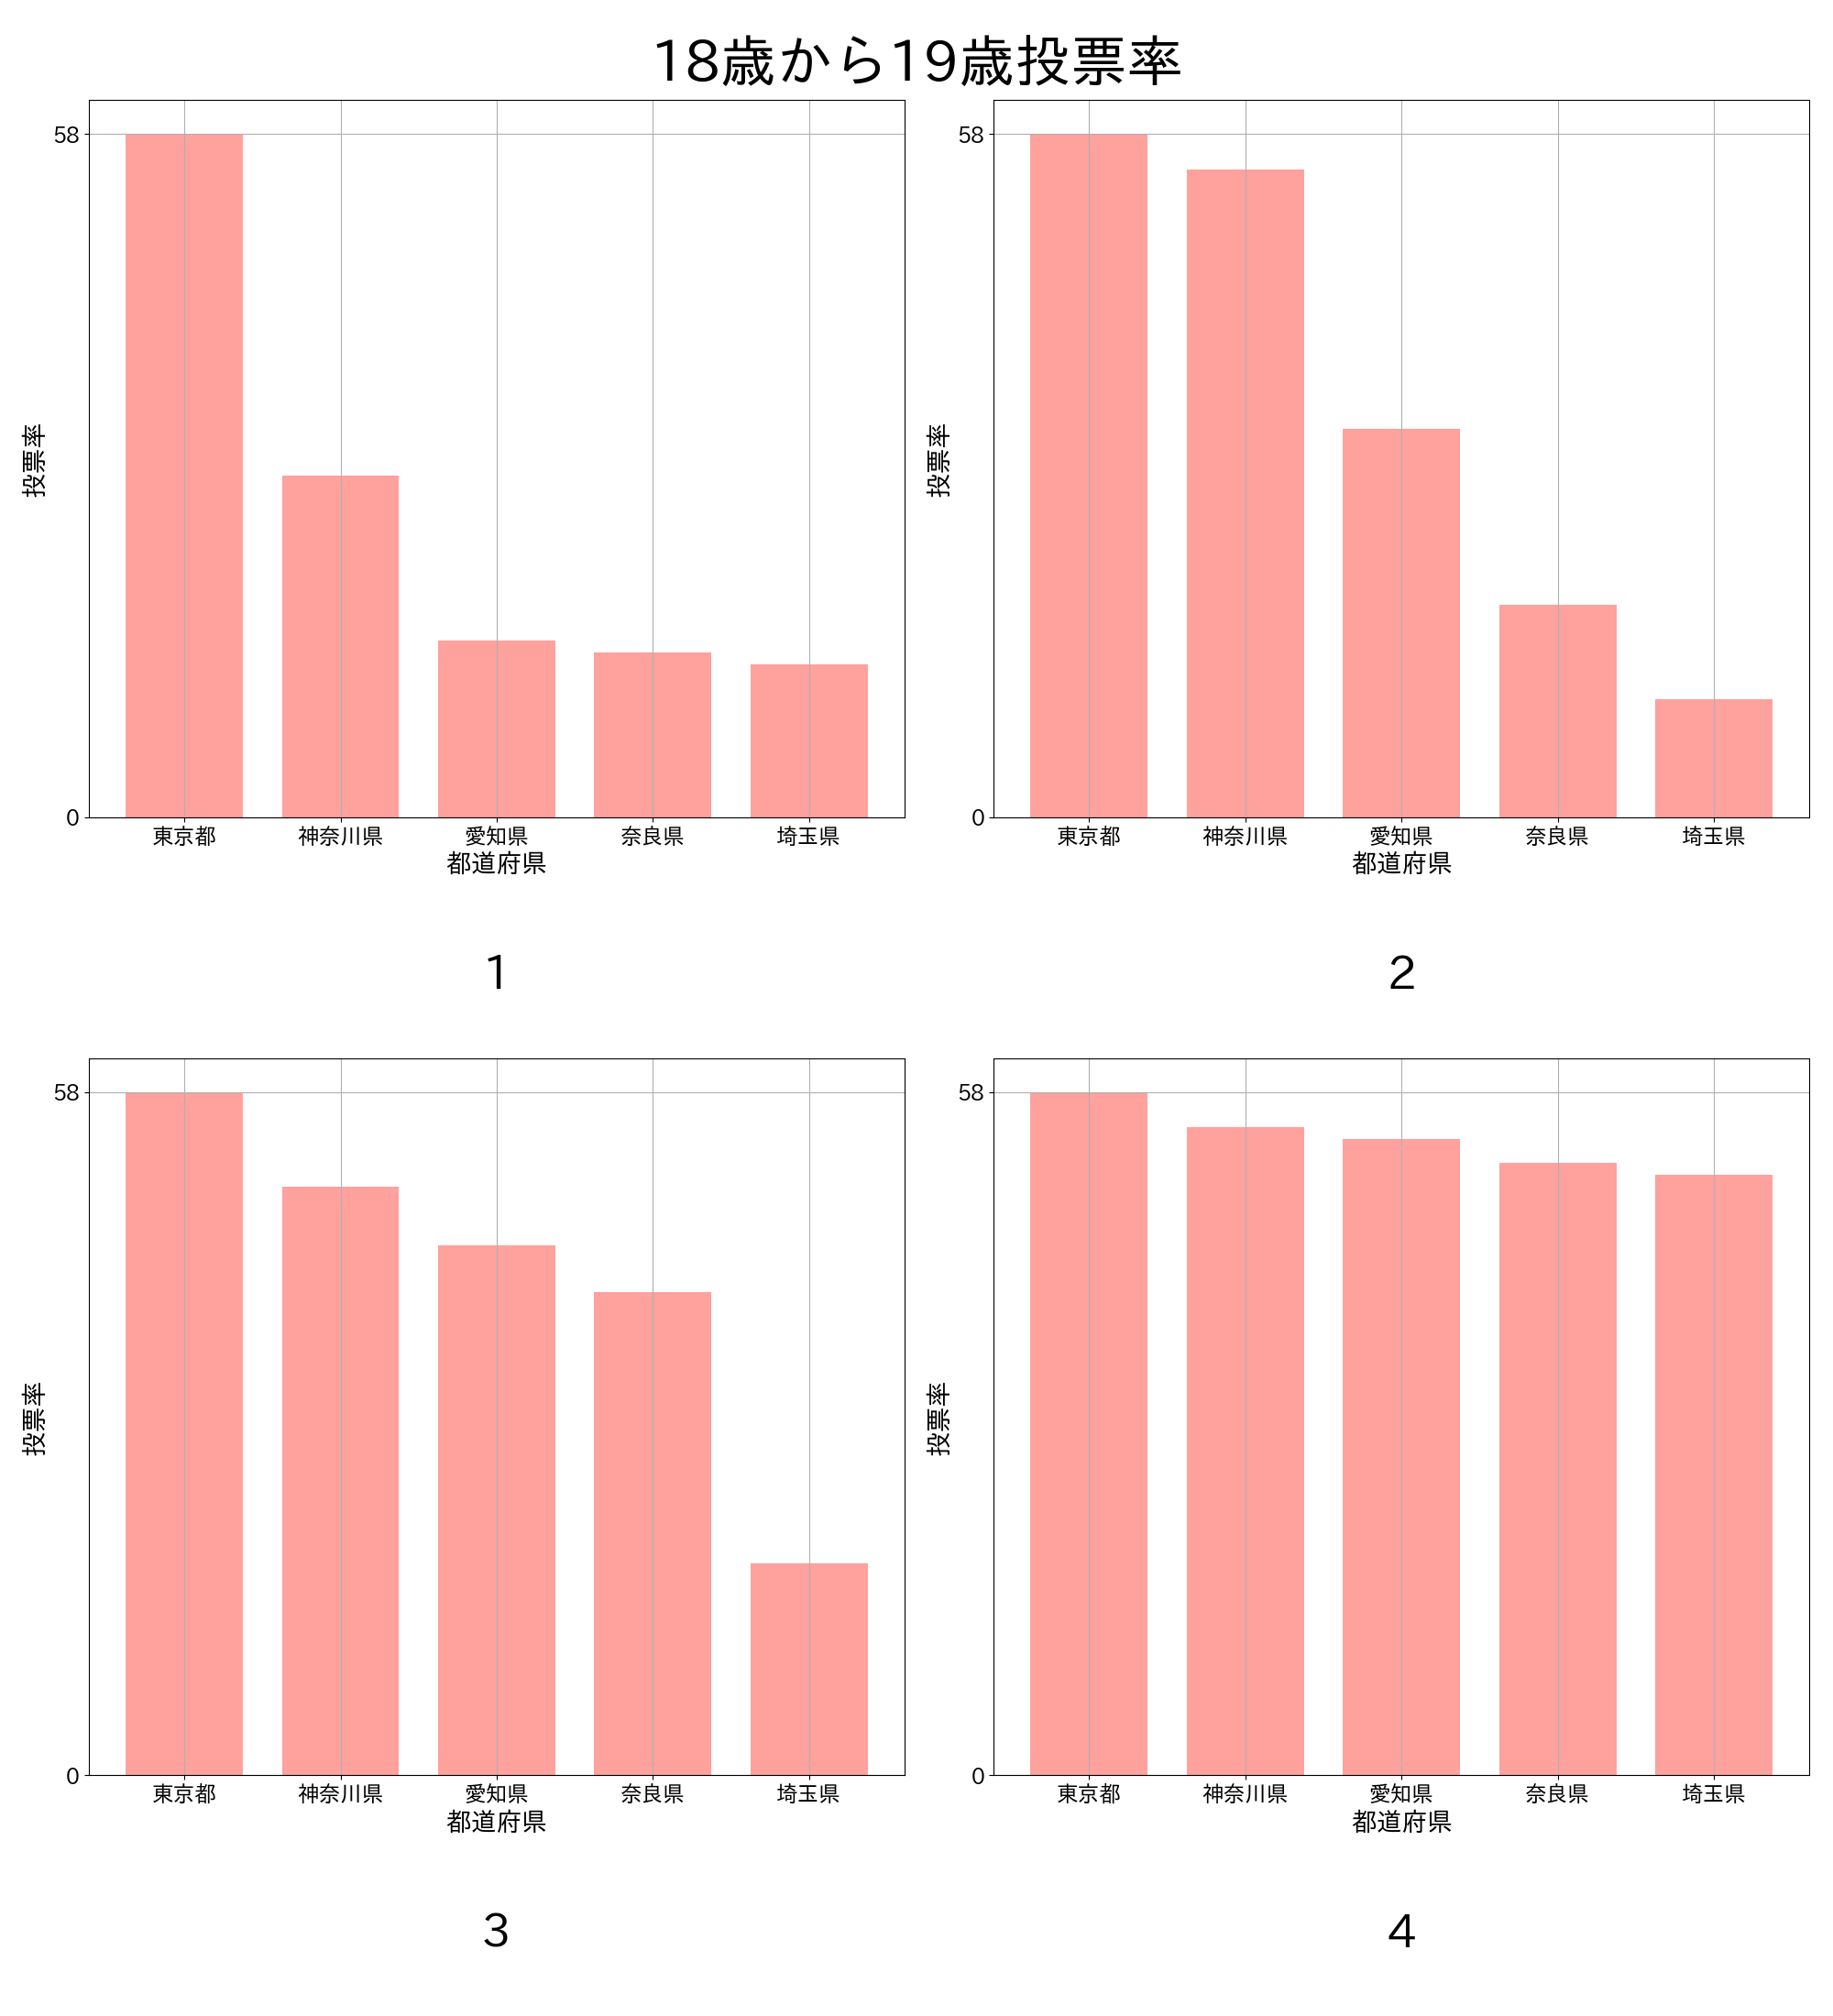 18歳から19歳投票率
58
0
投票率
東京都 神奈川県 愛知県 奈良県 埼玉県
都道府県
1
58
0
投票率
東京都 神奈川県 愛知県 奈良県 埼玉県
都道府県
2
58
0
投票率
東京都 神奈川県 愛知県 奈良県 埼玉県
都道府県
3
58
0
投票率
東京都 神奈川県 愛知県 奈良県 埼玉県
都道府県
4